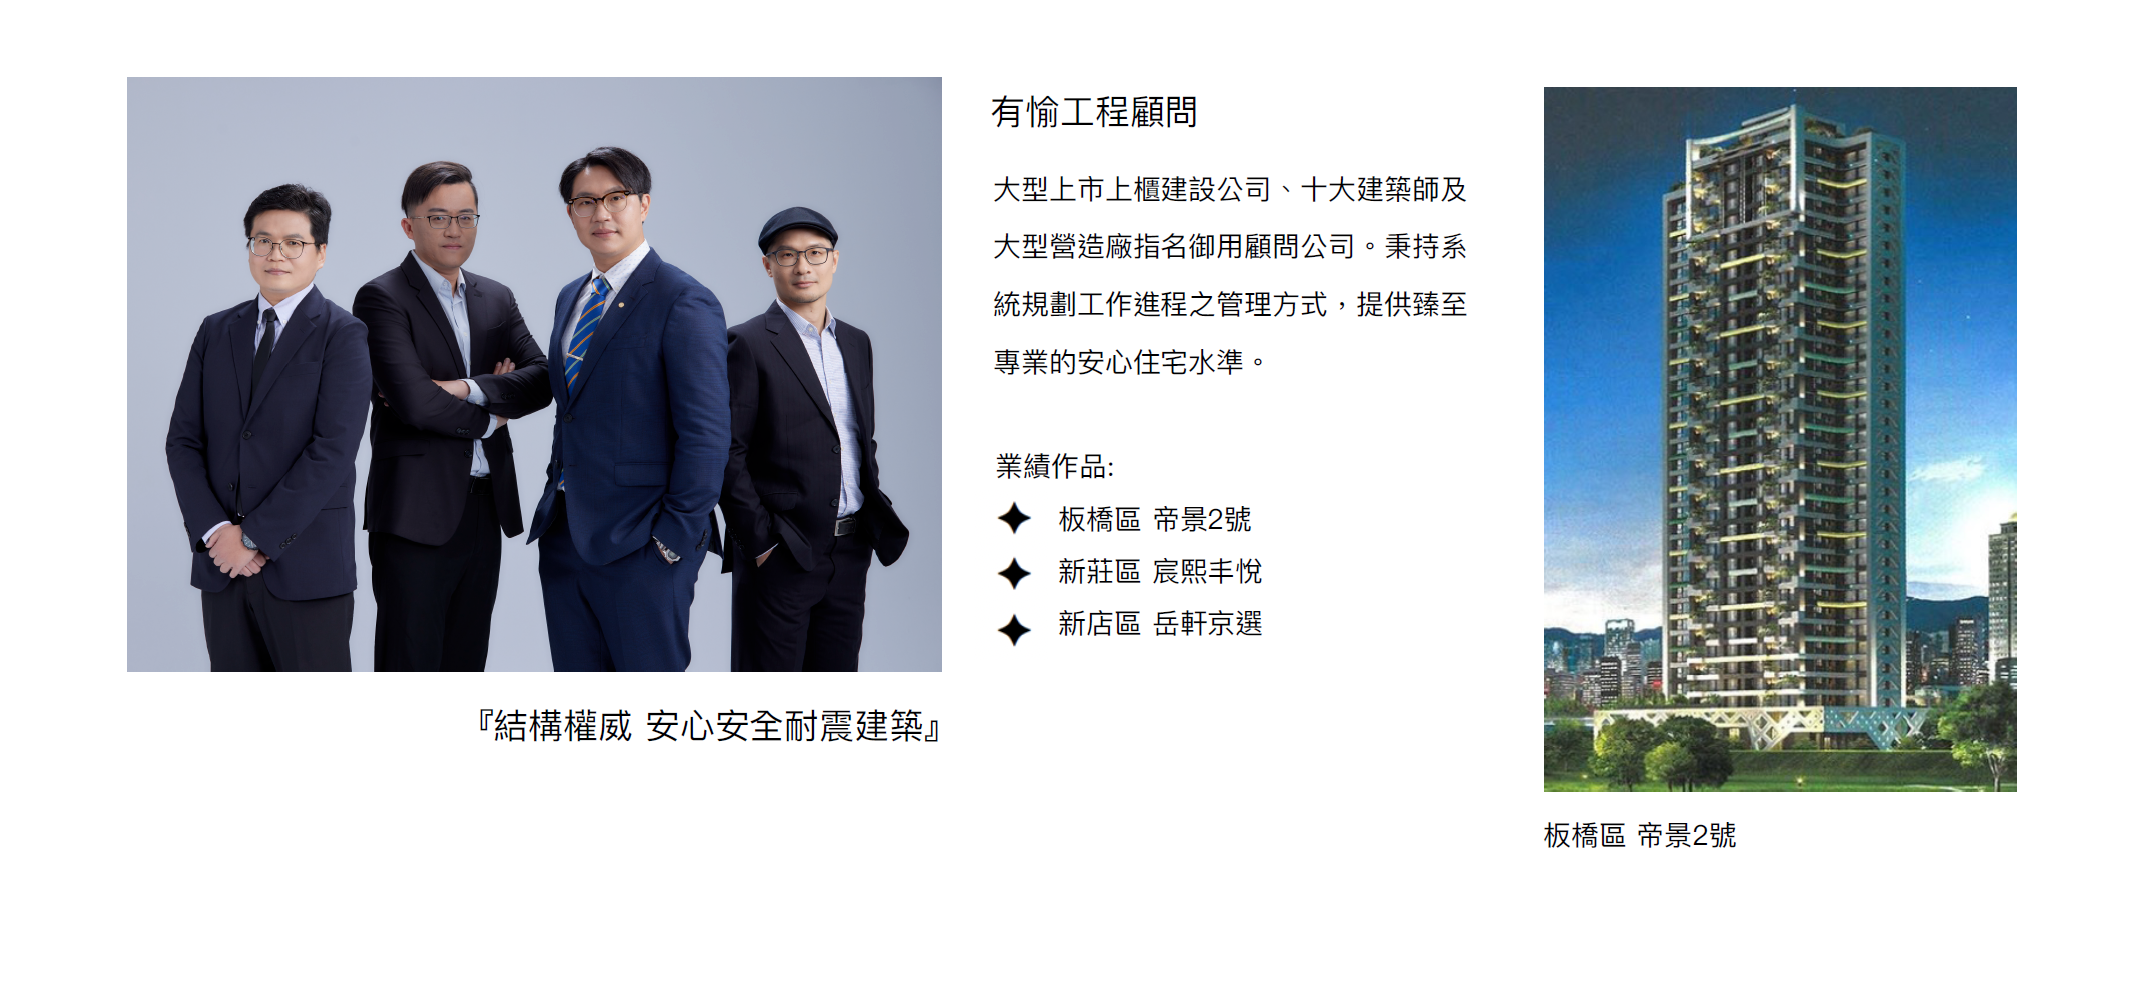 有愉工程顧問
大型上市上櫃建設公司、十大建築師及
大型營造廠指名御用顧問公司。秉持系
統規劃工作進程之管理方式，提供臻至
專業的安心住宅水準。
業績作品:
板橋區 帝景2號
新莊區 宸熙丰悅
新店區 岳軒京選
『結構權威 安心安全耐震建築』
板橋區 帝景2號